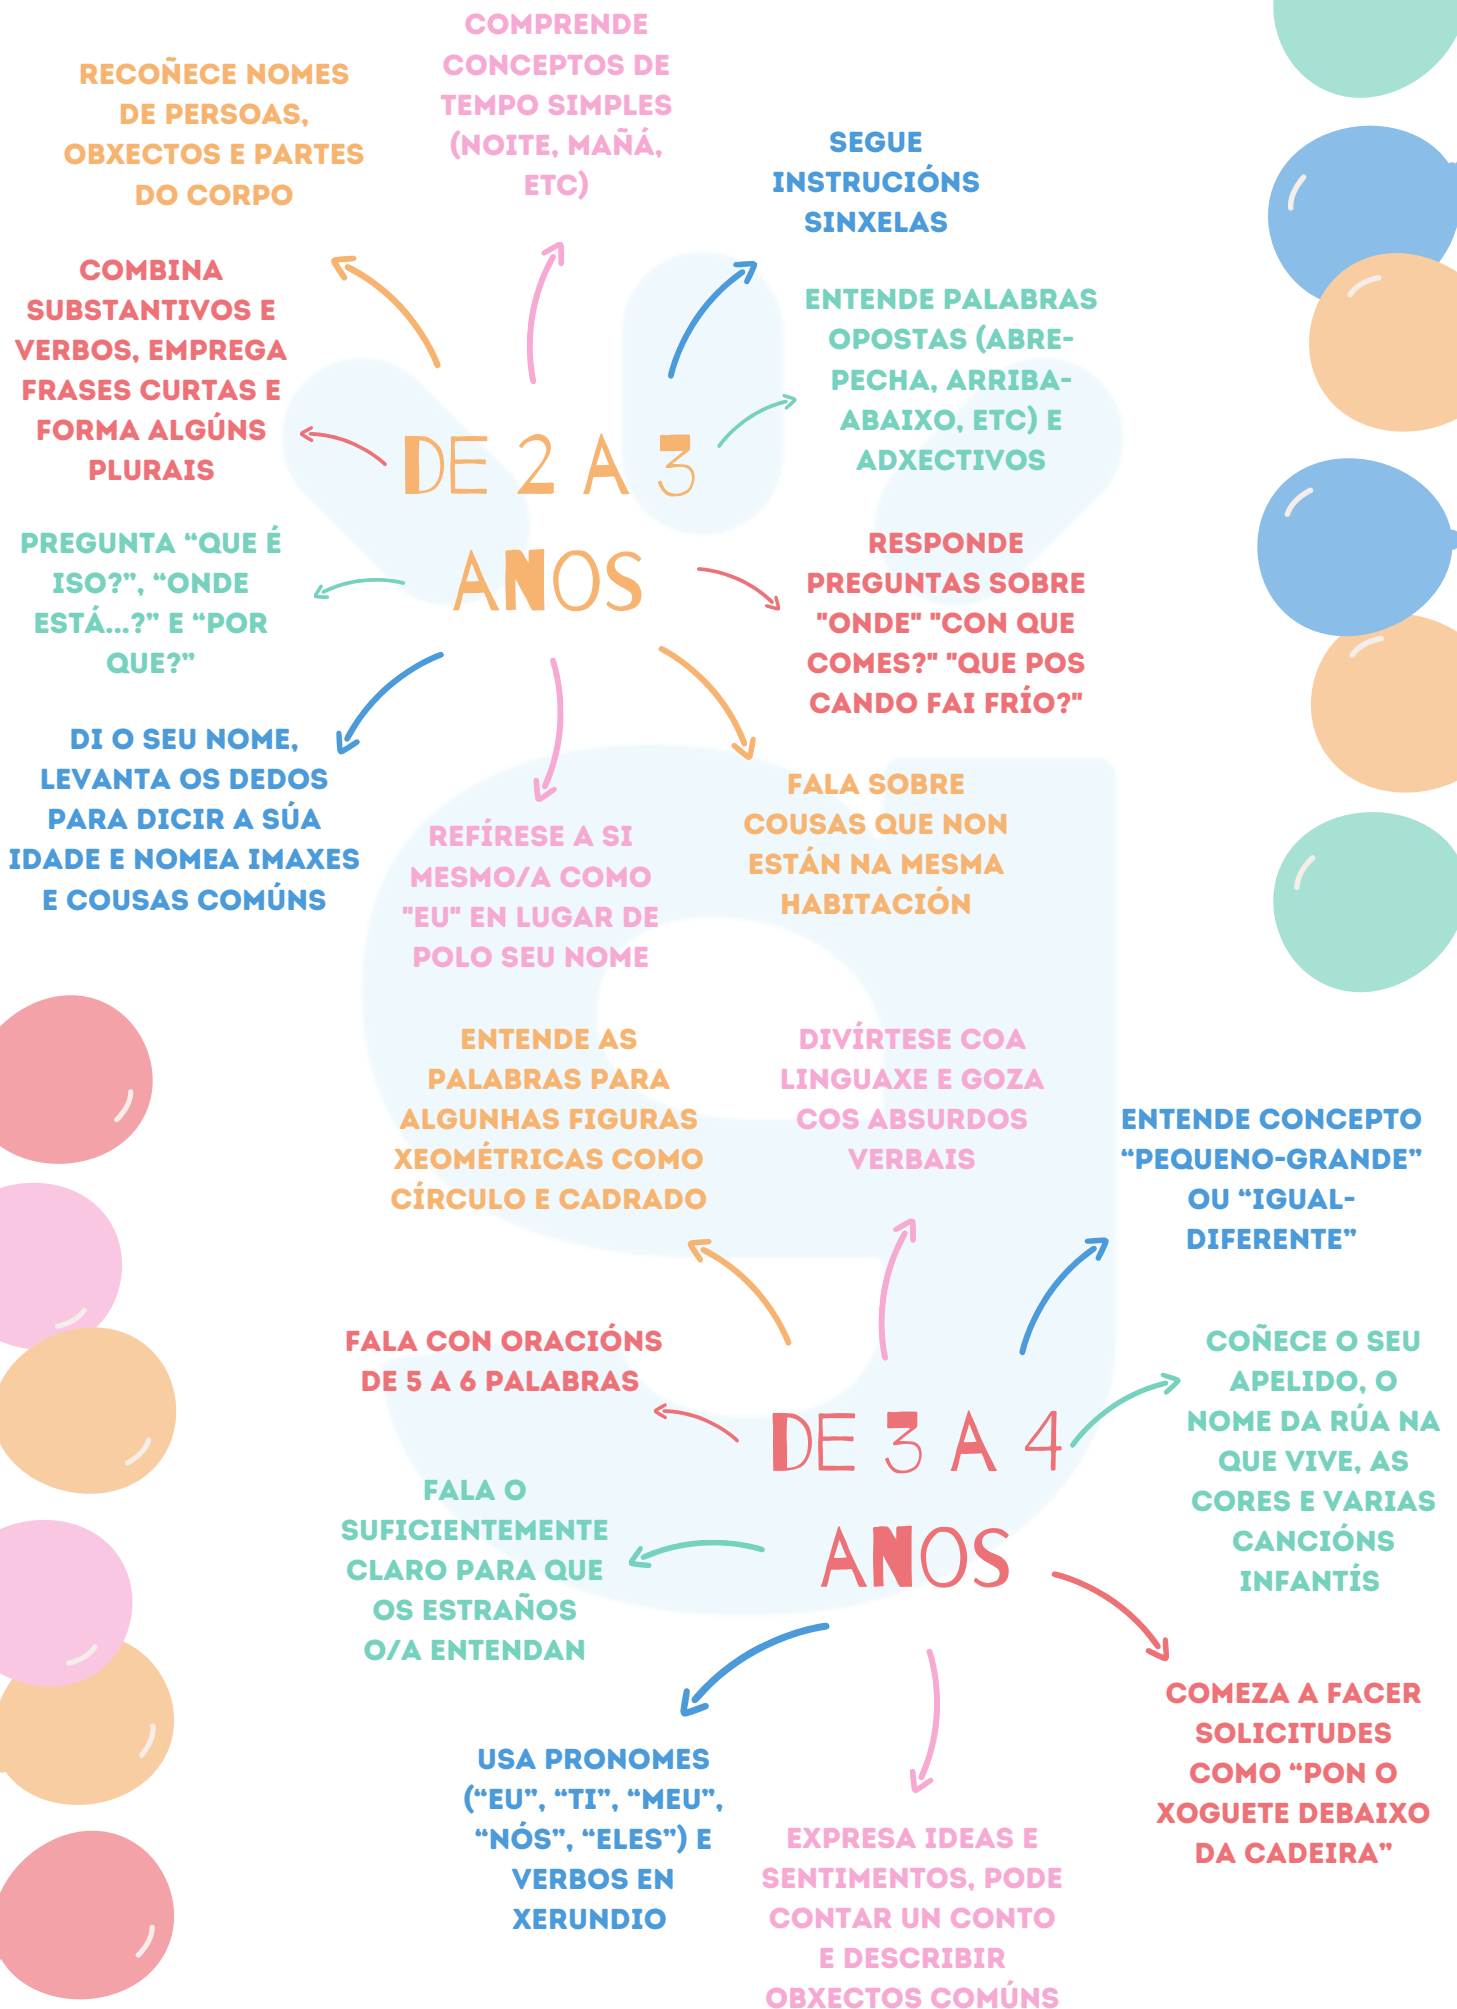 COMPRENDE
CONCEPTOS DE
TEMPO SIMPLES
(NOITE, MAÑÁ,
ETC)
RECOÑECE NOMES
DE PERSOAS,
OBXECTOS E PARTES
DO CORPO
SEGUE
INSTRUCIÓNS
SINXELAS
COMBINA
SUBSTANTIVOS E
VERBOS, EMPREGA
FRASES CURTAS E
FORMA ALGÚNS
PLURAIS
ENTENDE PALABRAS
OPOSTAS (ABRE-
PECHA, ARRIBA-
ABAIXO, ETC) E
ADXECTIVOS
DE 2 A 3
ANOS
PREGUNTA “QUE É
ISO?”, “ONDE
ESTÁ...?” E “POR
QUE?”
RESPONDE
PREGUNTAS SOBRE
"ONDE" "CON QUE
COMES?" "QUE POS
CANDO FAI FRÍO?"
DI O SEU NOME,
LEVANTA OS DEDOS
PARA DICIR A SÚA
IDADE E NOMEA IMAXES
E COUSAS COMÚNS
REFÍRESE A SI
MESMO/A COMO
"EU" EN LUGAR DE
POLO SEU NOME
FALA SOBRE
COUSAS QUE NON
ESTÁN NA MESMA
HABITACIÓN
ENTENDE AS
PALABRAS PARA
ALGUNHAS FIGURAS
XEOMÉTRICAS COMO
CÍRCULO E CADRADO
DIVÍRTESE COA
LINGUAXE E GOZA
COS ABSURDOS
VERBAIS
ENTENDE CONCEPTO
“PEQUENO-GRANDE”
OU “IGUAL-
DIFERENTE”
FALA CON ORACIÓNS
DE 5 A 6 PALABRAS
COÑECE O SEU
APELIDO, O
NOME DA RÚA NA
QUE VIVE, AS
CORES E VARIAS
CANCIÓNS
INFANTÍS
DE 3 A 4
ANOS
FALA O
SUFICIENTEMENTE
CLARO PARA QUE
OS ESTRAÑOS
O/A ENTENDAN
COMEZA A FACER
SOLICITUDES
COMO “PON O
XOGUETE DEBAIXO
DA CADEIRA”
USA PRONOMES
(“EU”, “TI”, “MEU”,
“NÓS”, “ELES”) E
VERBOS EN
XERUNDIO
EXPRESA IDEAS E
SENTIMENTOS, PODE
CONTAR UN CONTO
E DESCRIBIR
OBXECTOS COMÚNS